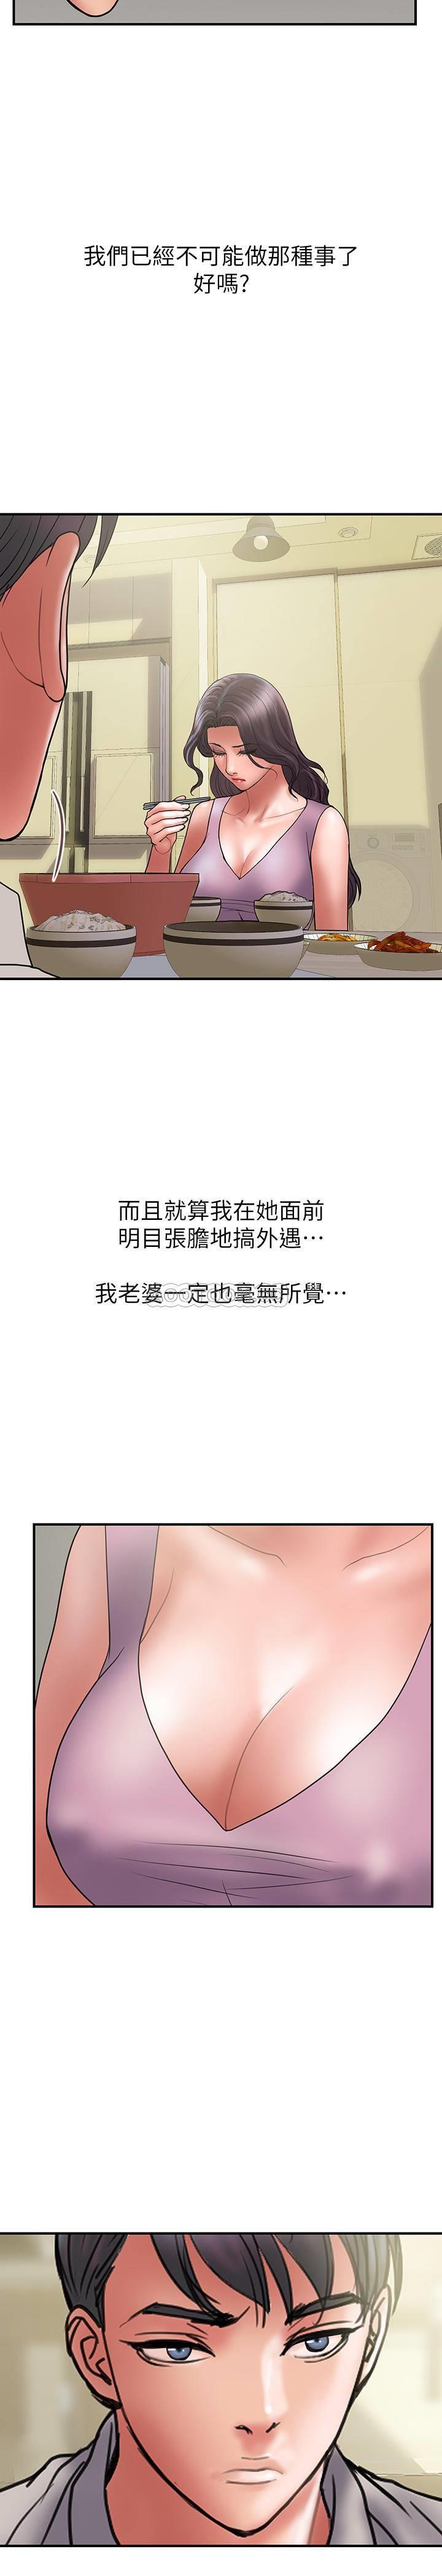 我們已經不可能做那種事了
好嗎?
而且就算我在她面前
明目張膽地搞外遇…
我老婆一定也毫無所覺…